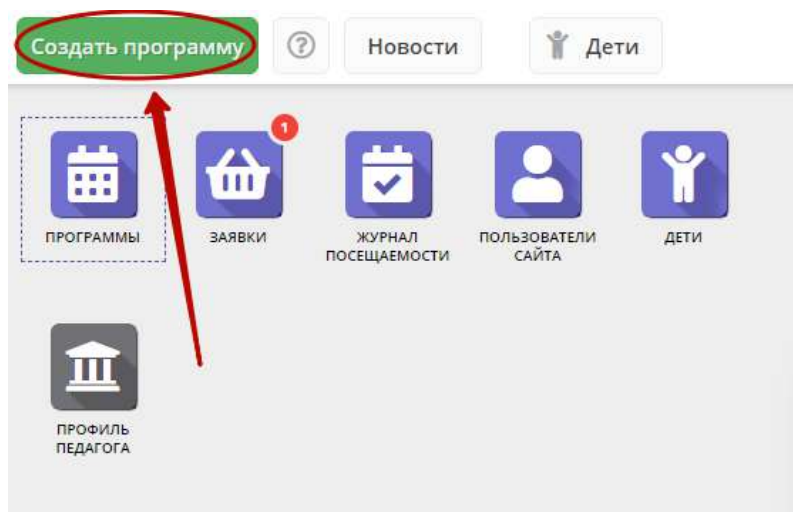 Создать программу
Новости
Дети
1
ПРОГРАММЫ
ЗАЯВКИ
ЖУРНАЛ
ПОСЕЩАЕМОСТИ
ПОЛЬЗОВАТЕЛИ
САЙТА
ДЕТИ
ПРОФИЛЬ
ПЕДАГОГА